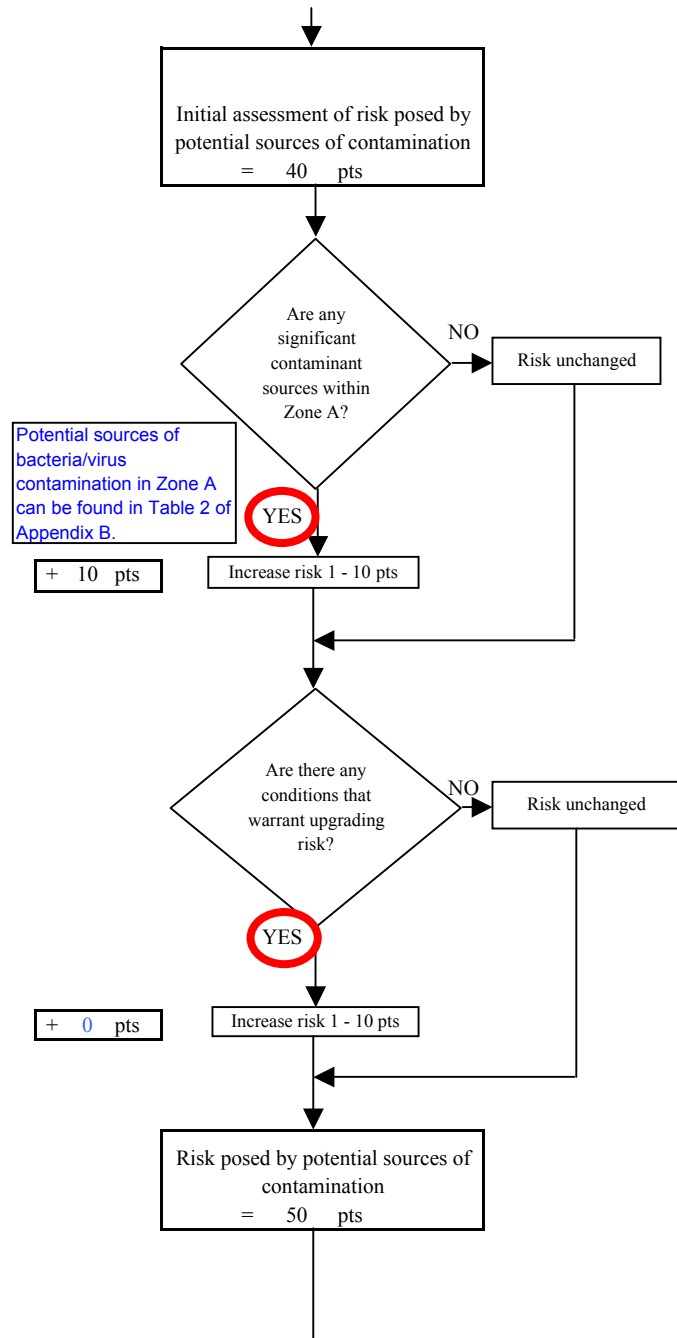 Initial assessment of risk posed by
potential sources of contamination
= 40 pts
Are any
significant
contaminant
sources within
Zone A?
NO
Risk unchanged
Potential sources of
bacteria/virus
contamination in Zone A
can be found in Table 2 of
Appendix B.
YES
+ 10 pts
Increase risk 1 - 10 pts
Are there any
conditions that
warrant upgrading
risk?
NO
Risk unchanged
YES
+ 0 pts
Increase risk 1 - 10 pts
Risk posed by potential sources of
contamination
= 50 pts